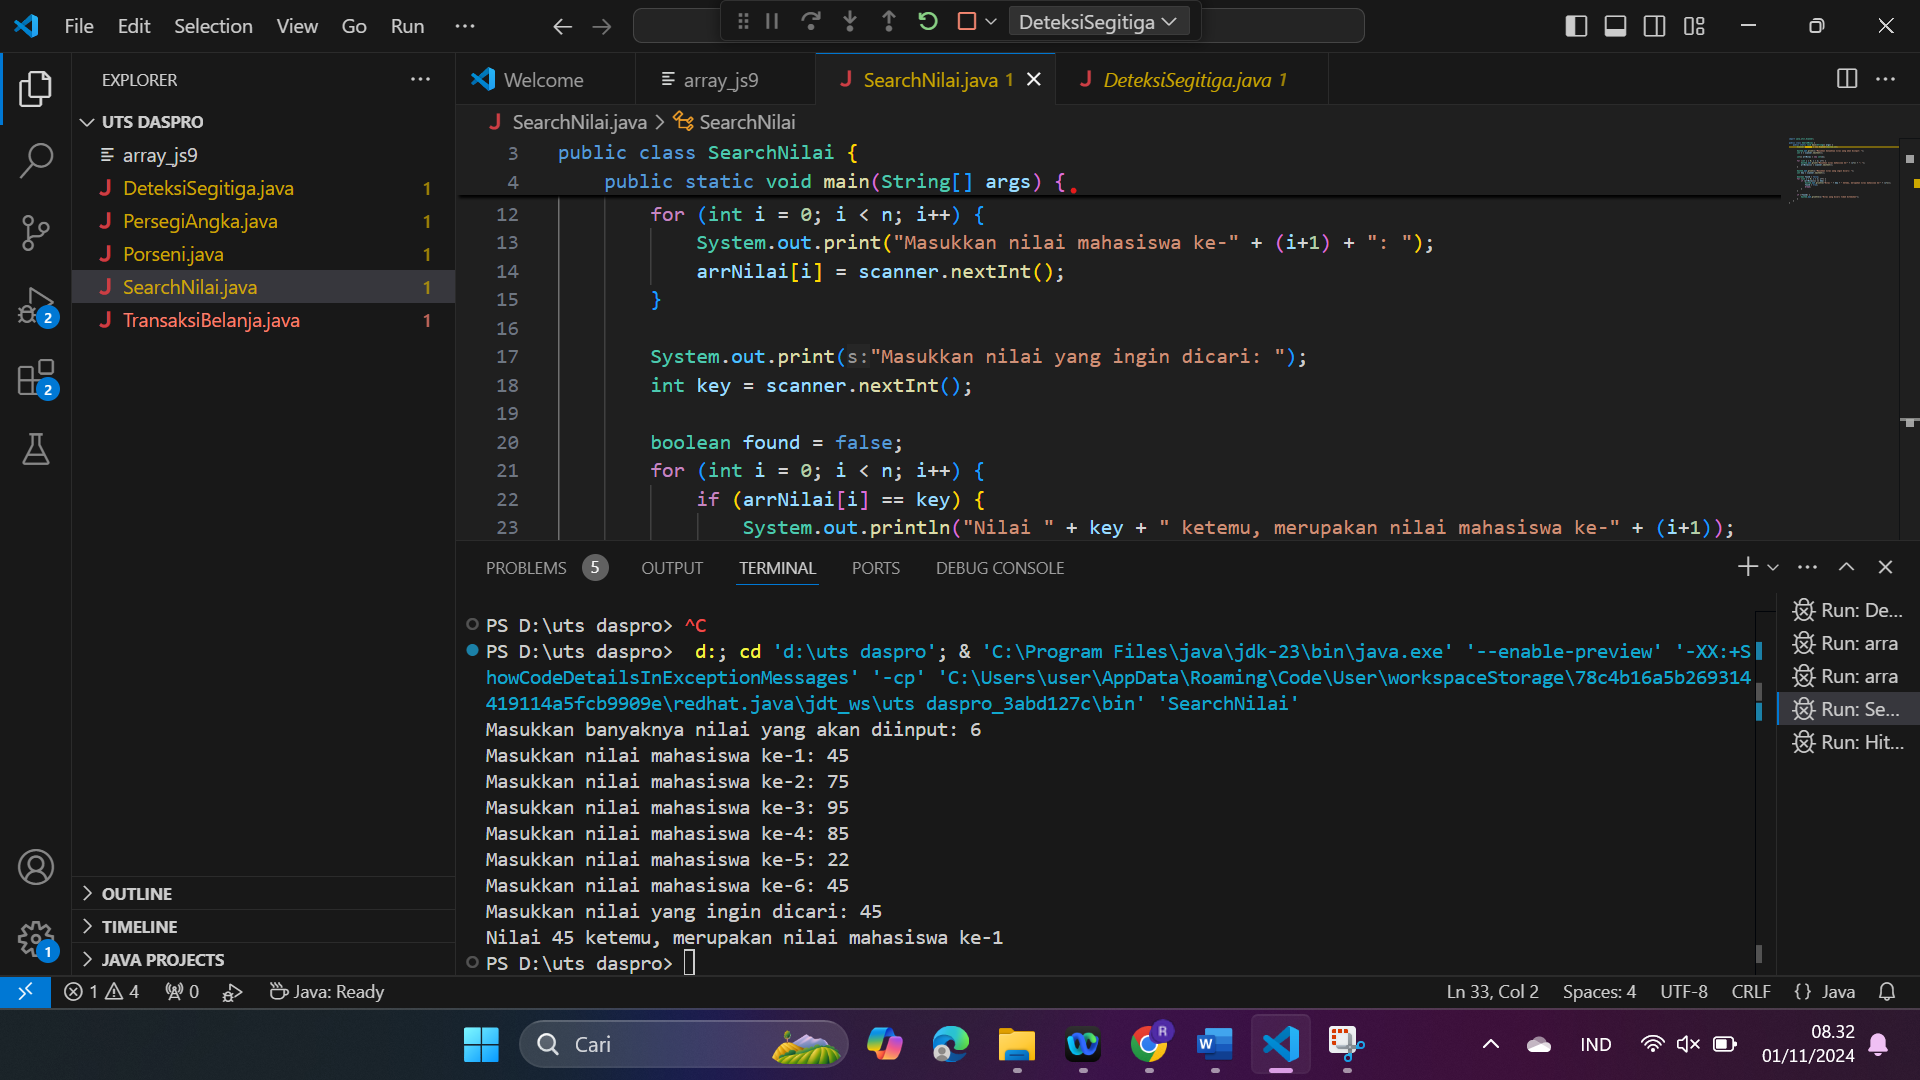 File Edit Selection View Go Run ··· DeteksiSegitiga
EXPLORER
UTS DASPRO
array_js9
DeteksiSegitiga.java 1
PersegiAngka.java 1
Porseni.java 1
SearchNilai.java 1
TransaksiBelanja.java 1
2
2
1
OUTLINE
TIMELINE
JAVA PROJECTS
Welcome array_js9 SearchNilai.java 1 DeteksiSegitiga.java 1
SearchNilai.java > SearchNilai
3 public class SearchNilai {
4 public static void main(String[] args) {
12 for (int i = 0; i < n; i++) {
13 System.out.print("Masukkan nilai mahasiswa ke-" + (i+1) + ": ");
14 arrNilai[i] = scanner.nextInt();
15 }
16
17 System.out.print(s:"Masukkan nilai yang ingin dicari: ");
18 int key = scanner.nextInt();
19
20 boolean found = false;
21 for (int i = 0; i < n; i++) {
22 if (arrNilai[i] == key) {
23 System.out.println("Nilai " + key + " ketemu, merupakan nilai mahasiswa ke-" + (i+1));
PROBLEMS 5 OUTPUT TERMINAL PORTS DEBUG CONSOLE
PS D:\uts daspro> ^C
PS D:\uts daspro>  d:; cd 'd:\uts daspro'; & 'C:\Program Files\java\jdk-23\bin\java.exe' '--enable-preview' '-XX:+S
howCodeDetailsInExceptionMessages' '-cp' 'C:\Users\user\AppData\Roaming\Code\User\workspaceStorage\78c4b16a5b269314
419114a5fcb9909e\redhat.java\jdt_ws\uts daspro_3abd127c\bin' 'SearchNilai'
Masukkan banyaknya nilai yang akan diinput: 6
Masukkan nilai mahasiswa ke-1: 45
Masukkan nilai mahasiswa ke-2: 75
Masukkan nilai mahasiswa ke-3: 95
Masukkan nilai mahasiswa ke-4: 85
Masukkan nilai mahasiswa ke-5: 22
Masukkan nilai mahasiswa ke-6: 45
Masukkan nilai yang ingin dicari: 45
Nilai 45 ketemu, merupakan nilai mahasiswa ke-1
PS D:\uts daspro>
Run: De...
Run: arra
Run: arra
Run: Se...
Run: Hit...
1 4 0 Java: Ready Ln 33, Col 2 Spaces: 4 UTF-8 CRLF {} Java
Cari R IND 08.32
01/11/2024